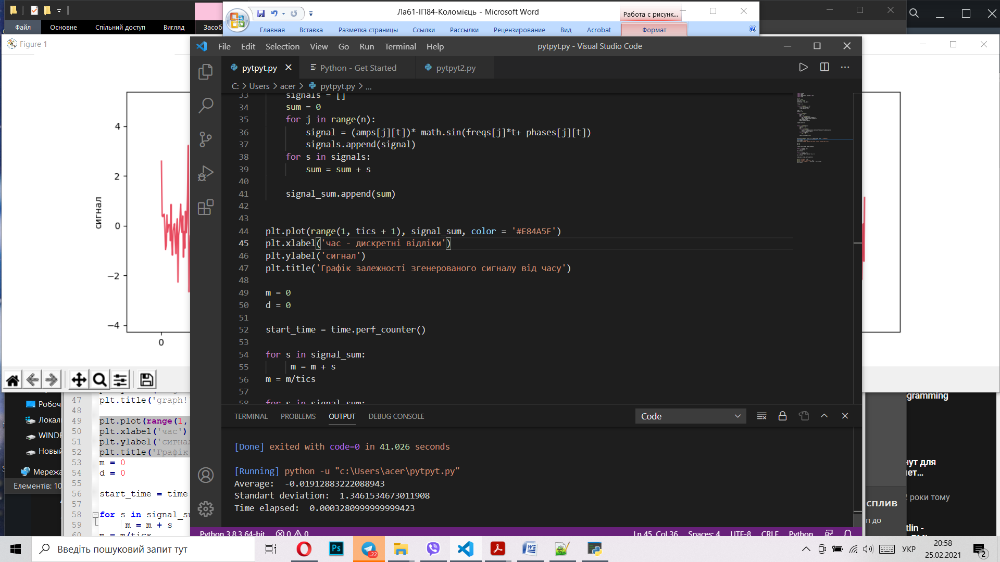 Лаб1-ІП84-Коломієць - Microsoft Word
Работа с рисунк...
Файл
Основне
Спільний доступ
Вигляд
Засоб
Главная
Вставка
Разметка страницы
Ссылки
Рассылки
Рецензирование
Вид
Acrobat
Формат
Figure 1
File
Edit
Selection
View
Go
Run
Terminal
Help
pytpyt.py - Visual Studio Code
pytpyt.py
Python - Get Started
pytpyt2.py
C: > Users > acer > pytpyt.py > ...
33 signals = []
34 sum = 0
35 for j in range(n):
36 signal = (amps[j][t])* math.sin(freqs[j]*t+ phases[j][t])
37 signals.append(signal)
38 for s in signals:
39 sum = sum + s
40
41 signal_sum.append(sum)
42
43
44 plt.plot(range(1, tics + 1), signal_sum, color = '#E84A5F')
45 plt.xlabel('час - дискретні відліки')
46 plt.ylabel('сигнал')
47 plt.title('Графік залежності згенерованого сигналу від часу')
48
49 m = 0
50 d = 0
51
52 start_time = time.perf_counter()
53
54 for s in signal_sum:
55 m = m + s
56 m = m/tics
57
58 for s in signal_sum:
4
2
0
−2
−4
0
сигнал
TERMINAL
PROBLEMS
OUTPUT
DEBUG CONSOLE
Code
[Done] exited with code=0 in 41.026 seconds
[Running] python -u "c:\Users\acer\pytpyt.py"
Average:  -0.01912883222088943
Standart deviation:  1.3461534673011908
Time elapsed:  0.0003280999999999423
Python 3.8.3 64-bit
0
0
Ln 45, Col 36
Spaces: 4
UTF-8
CRLF
Python
Робоч
Локал
WINDF
Новый
Мережа
Елементів: 10
47 plt.title('graph!'
48
49 plt.plot(range(1,
50 plt.xlabel('час')
51 plt.ylabel('сигнал
52 plt.title('Графік
53 m = 0
54 d = 0
55
56 start_time = time
57
58 for s in signal_su
59 m = m + s
60 m = m/tics
gramming
нут для
ет...
роки тому
сплив
п до
tlin -
Введіть пошуковий запит тут
Ps
..22
УКР
20:58
25.02.2021
2